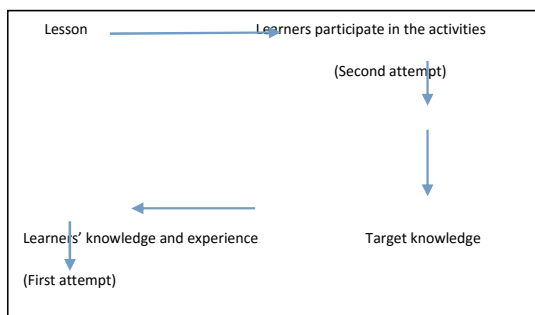 Lesson Learners participate in the activities
(Second attempt)
Learners’ knowledge and experience Target knowledge
(First attempt)